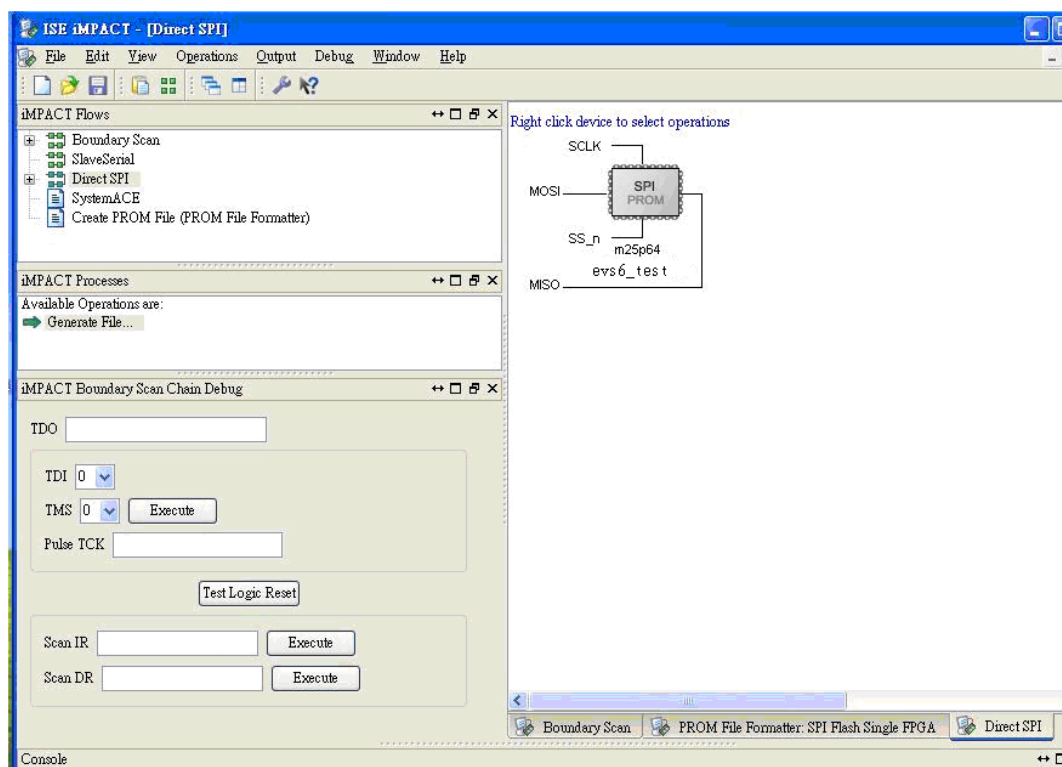 ISE iMPACT - [Direct SPI]
File Edit View Operations Output Debug Window Help
iMPACT Flows
Boundary Scan
SlaveSerial
Direct SPI
SystemACE
Create PROM File (PROM File Formatter)
iMPACT Processes
Available Operations are:
Generate File...
iMPACT Boundary Scan Chain Debug
TDO
TDI 0
TMS 0 Execute
Pulse TCK
Test Logic Reset
Scan IR Execute
Scan DR Execute
Right click device to select operations
SCLK
MOSI
SPI
PROM
SS_n
m25p64
evs6_test
MISO
Boundary Scan PROM File Formatter: SPI Flash Single FPGA Direct SPI
Console